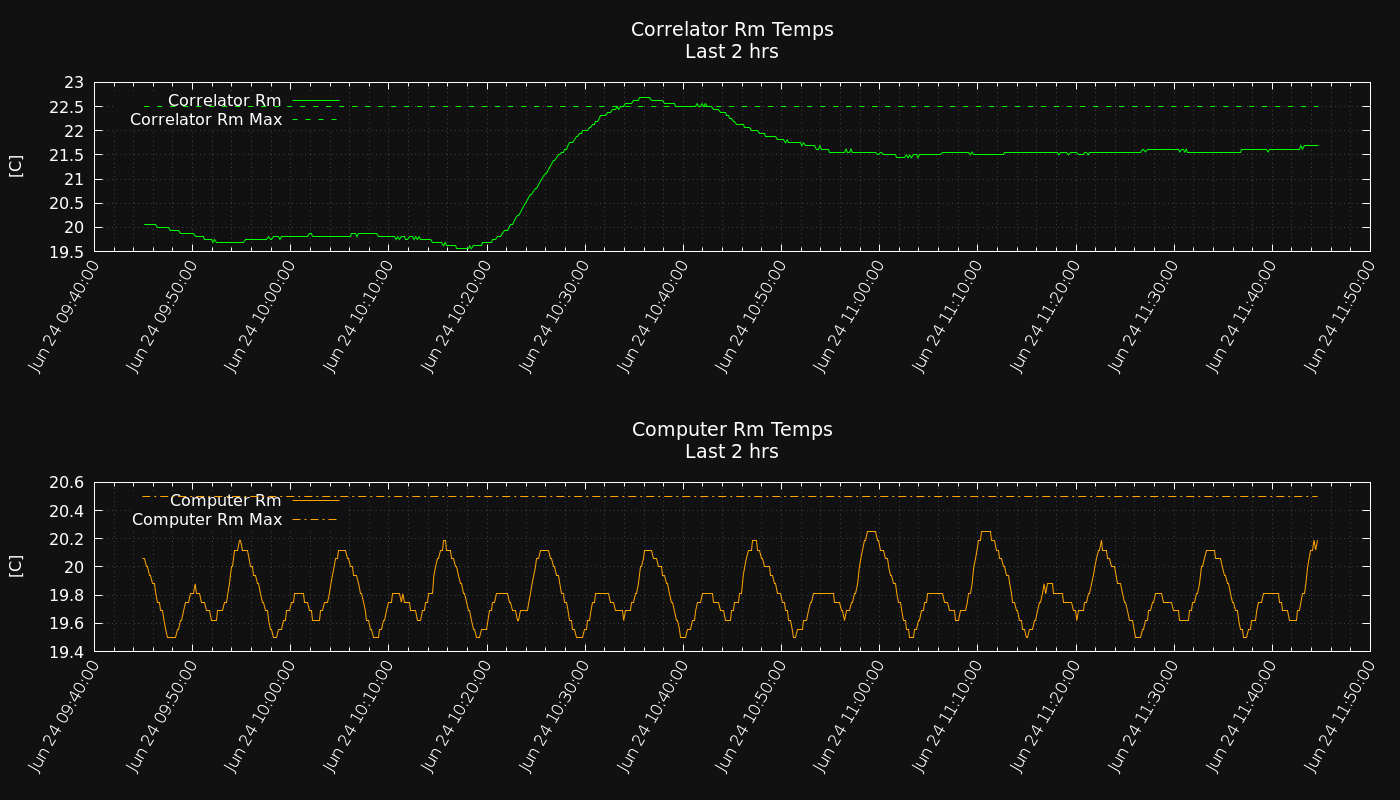 Correlator Rm Temps
Last 2 hrs
23
22.5
22
21.5
21
20.5
20
19.5
[C]
Correlator Rm
Correlator Rm Max
Jun 24 09:40:00
Jun 24 09:50:00
Jun 24 10:00:00
Jun 24 10:10:00
Jun 24 10:20:00
Jun 24 10:30:00
Jun 24 10:40:00
Jun 24 10:50:00
Jun 24 11:00:00
Jun 24 11:10:00
Jun 24 11:20:00
Jun 24 11:30:00
Jun 24 11:40:00
Jun 24 11:50:00
Computer Rm Temps
Last 2 hrs
20.6
20.4
20.2
20
19.8
19.6
19.4
[C]
Computer Rm
Computer Rm Max
Jun 24 09:40:00
Jun 24 09:50:00
Jun 24 10:00:00
Jun 24 10:10:00
Jun 24 10:20:00
Jun 24 10:30:00
Jun 24 10:40:00
Jun 24 10:50:00
Jun 24 11:00:00
Jun 24 11:10:00
Jun 24 11:20:00
Jun 24 11:30:00
Jun 24 11:40:00
Jun 24 11:50:00